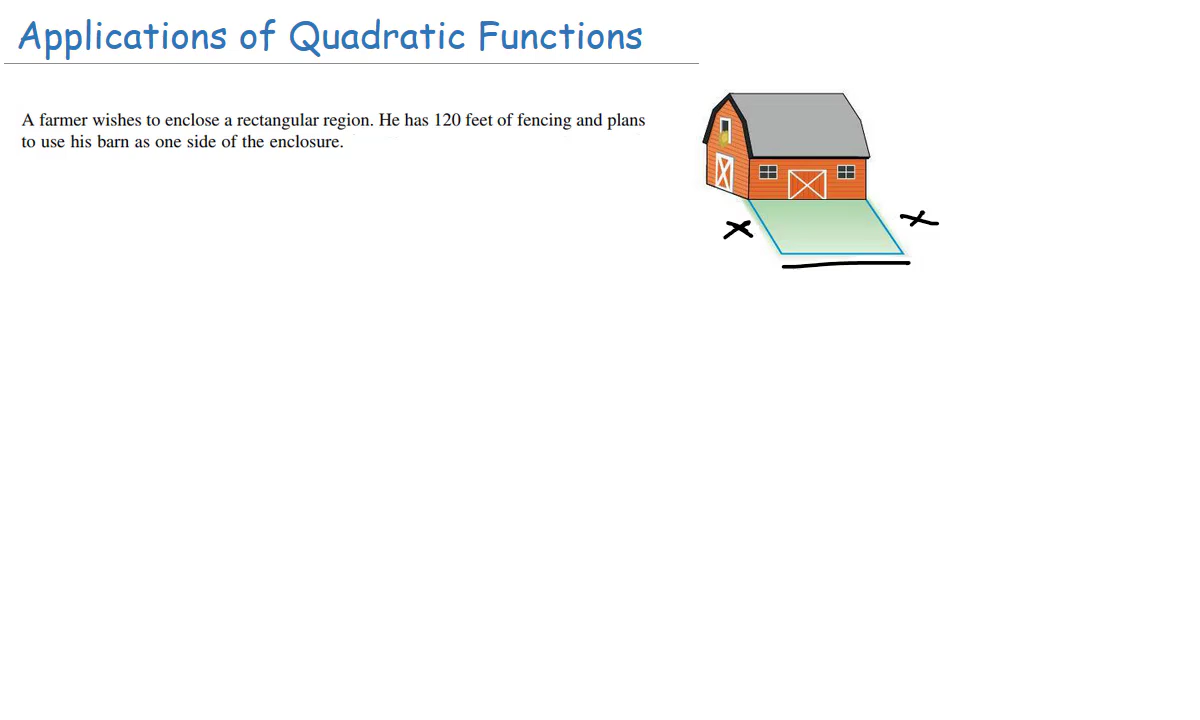 Applications of Quadratic Functions
A farmer wishes to enclose a rectangular region. He has 120 feet of fencing and plans
to use his barn as one side of the enclosure.
x x